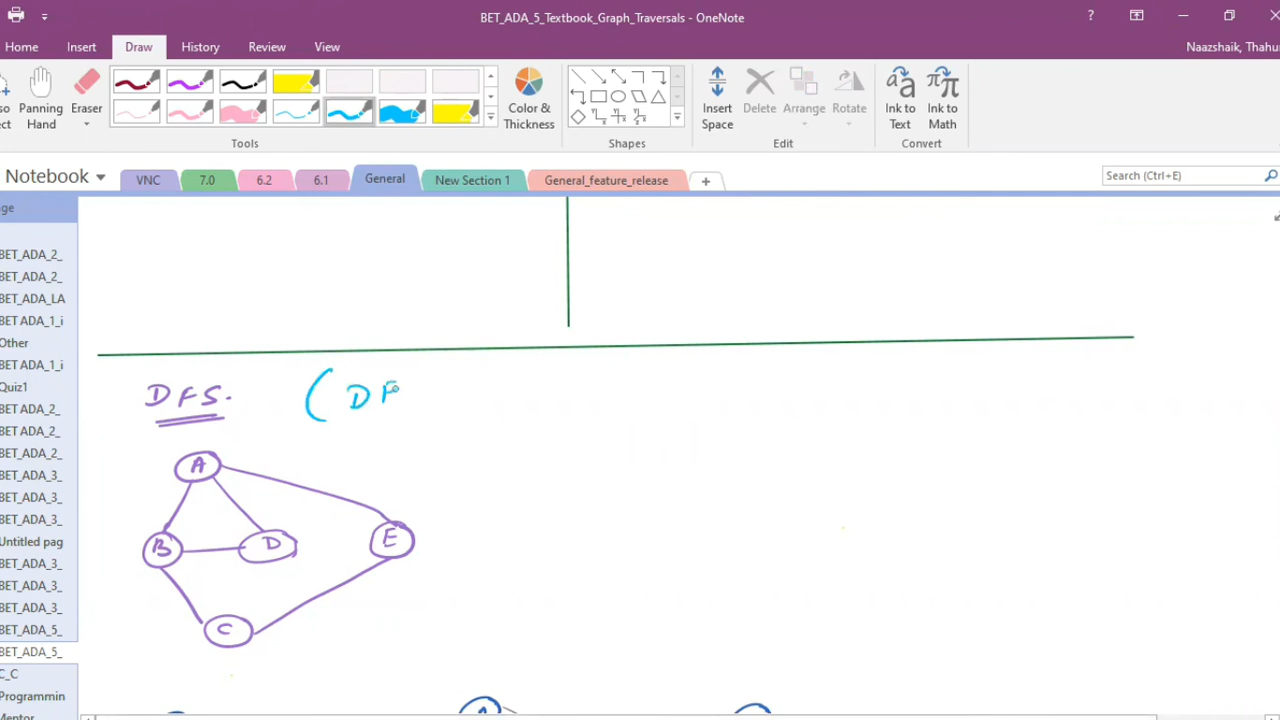 BET_ADA_5_Textbook_Graph_Traversals - OneNote
?
Naazshaik, Thahu
Home Insert Draw History Review View
Panning Hand
Eraser
Color & Thickness
Insert Space
Delete
Arrange
Rotate
Ink to Text
Ink to Math
Tools
Shapes
Edit
Convert
Notebook
VNC
7.0
6.2
6.1
General
New Section 1
General_feature_release
+
Search (Ctrl+E)
BET_ADA_2_
BET_ADA_2_
BET_ADA_LA
BET ADA_1_i
Other
BET ADA_1_i
Quiz1
BET_ADA_2_
BET_ADA_2_
BET_ADA_2_
BET_ADA_3_
BET_ADA_3_
BET_ADA_3_
Untitled pag
BET_ADA_3_
BET_ADA_3_
BET_ADA_3_
BET_ADA_5_
BET_ADA_5_
C_C
Programmin
Mentor
DFS. (DF
A
B D E
C